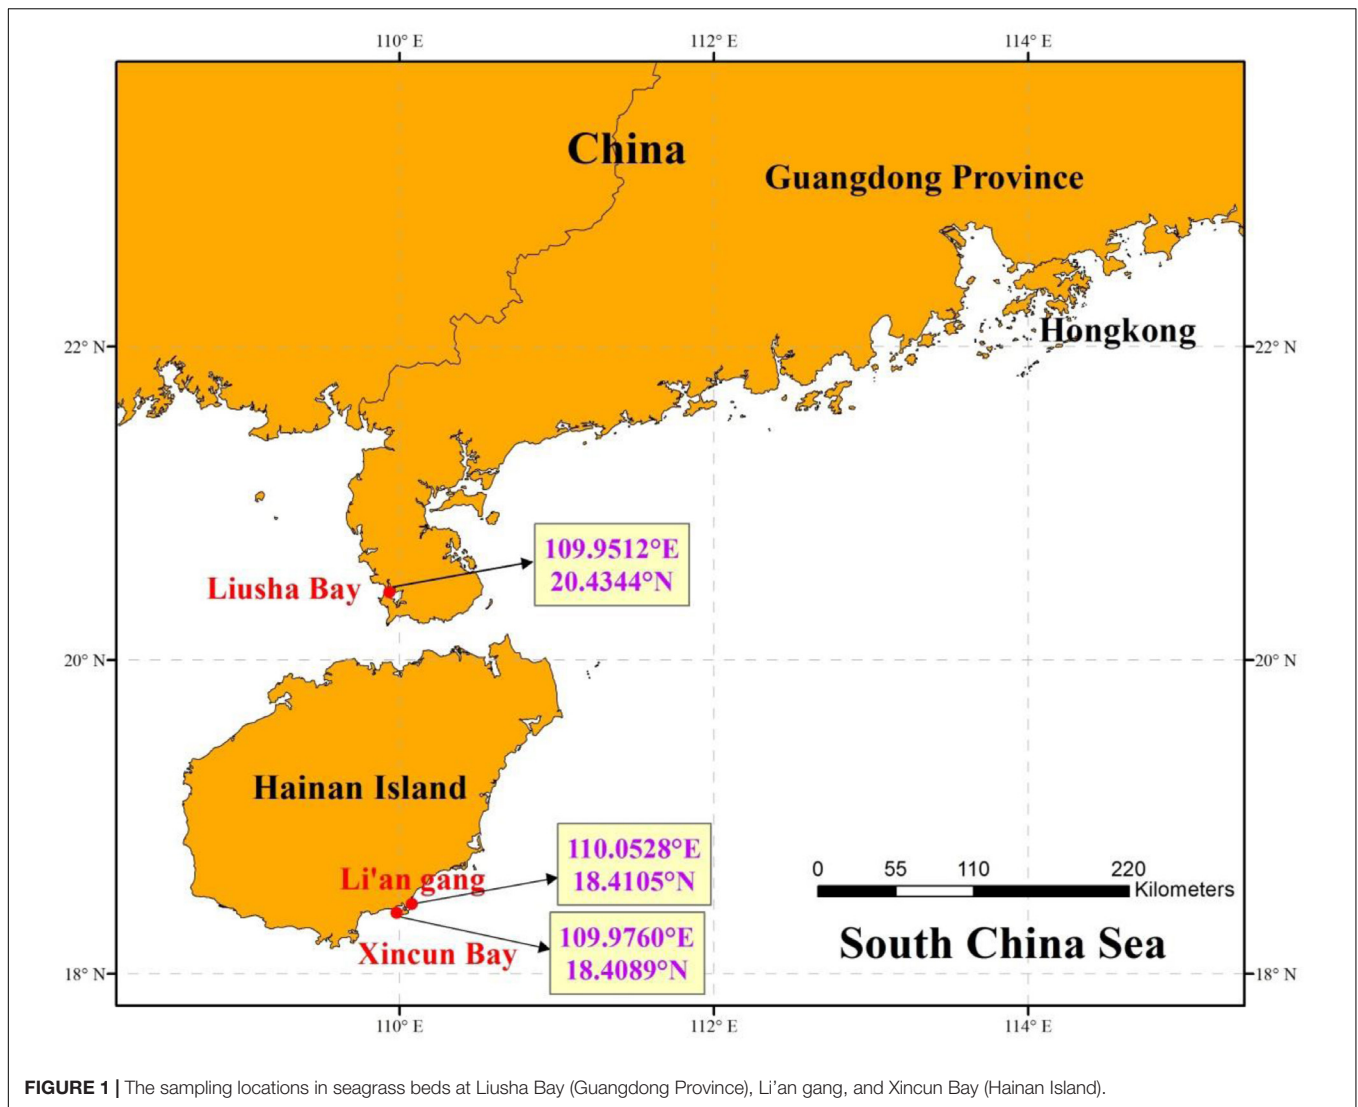 110° E 112° E 114° E
China
Guangdong Province
Hongkong
22° N 22° N
109.9512°E
20.4344°N
Liusha Bay
20° N 20° N
Hainan Island
110.0528°E
18.4105°N
Li'an gang
0 55 110 220
Kilometers
109.9760°E
18.4089°N
Xincun Bay
South China Sea
18° N 18° N
110° E 112° E 114° E
FIGURE 1 | The sampling locations in seagrass beds at Liusha Bay (Guangdong Province), Li’an gang, and Xincun Bay (Hainan Island).